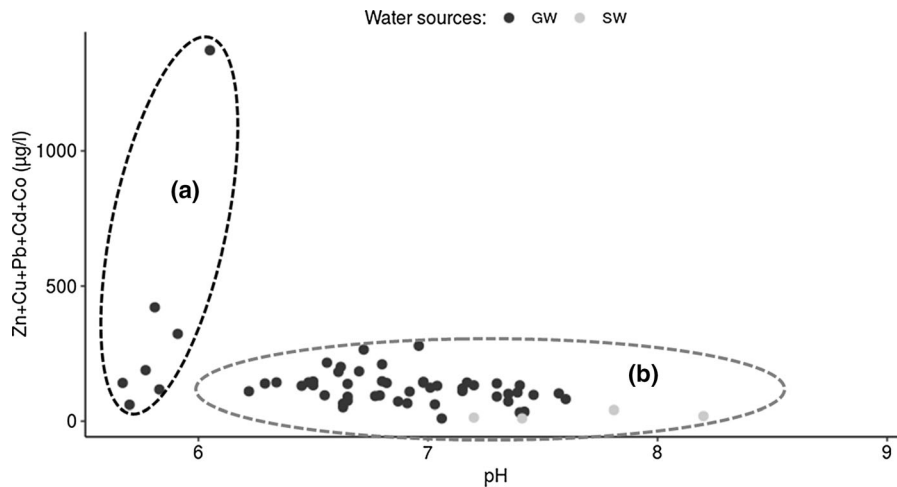 Water sources: GW SW
Zn+Cu+Pb+Cd+Co (µg/l)
1000
500
0
(a)
(b)
6 7 8 9
pH